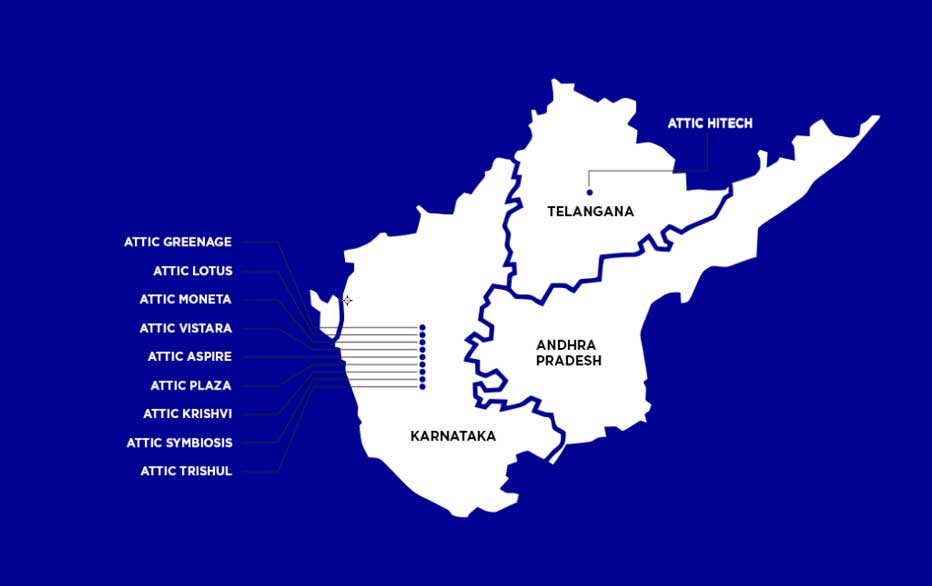 ATTIC HITECH
TELANGANA
ATTIC GREENAGE
ATTIC LOTUS
ATTIC MONETA
ATTIC VISTARA
ATTIC ASPIRE
ATTIC PLAZA
ATTIC KRISHVI
ATTIC SYMBIOSIS
ATTIC TRISHUL
ANDHRA
PRADESH
KARNATAKA